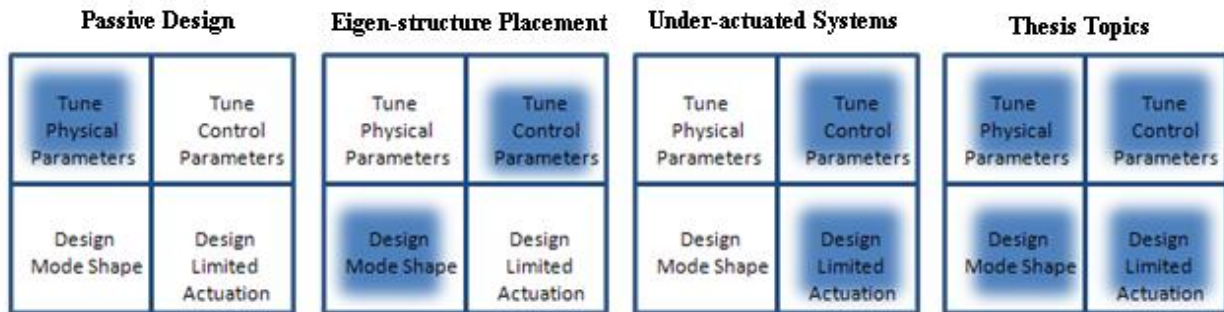 Passive Design
Eigen-structure Placement
Under-actuated Systems
Thesis Topics
Tune
Physical
Parameters
Tune
Control
Parameters
Design
Mode Shape
Design
Limited
Actuation
Tune
Physical
Parameters
Tune
Control
Parameters
Design
Mode Shape
Design
Limited
Actuation
Tune
Physical
Parameters
Tune
Control
Parameters
Design
Mode Shape
Design
Limited
Actuation
Tune
Physical
Parameters
Tune
Control
Parameters
Design
Mode Shape
Design
Limited
Actuation